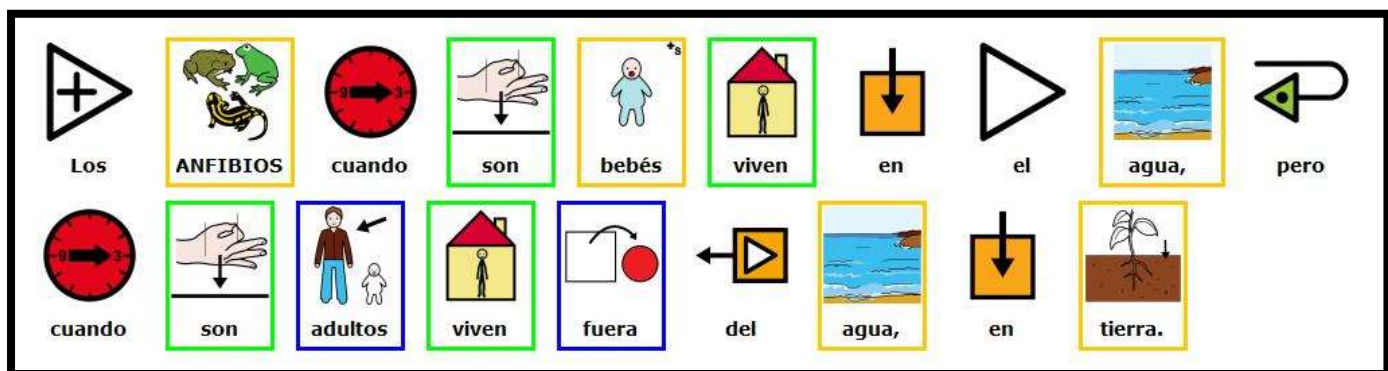 Los ANFIBIOS cuando son bebés viven en el agua, pero
cuando son adultos viven fuera del agua, en tierra.